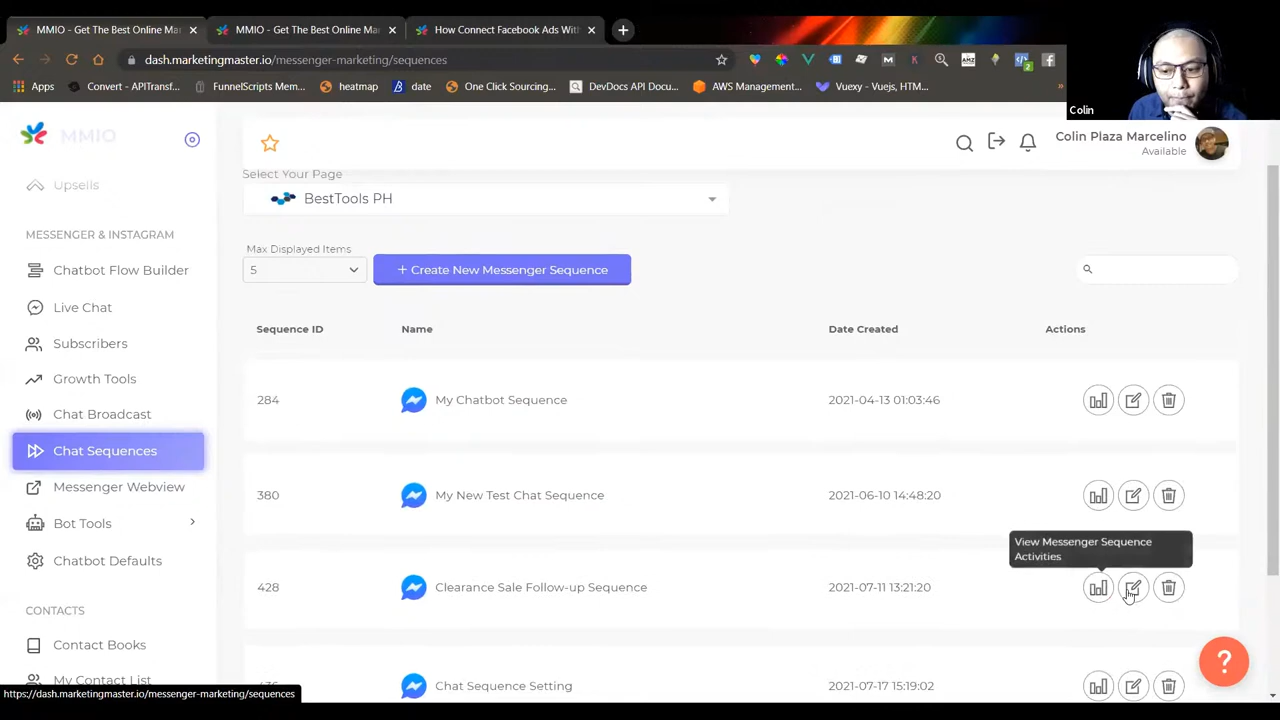 MMIO - Get The Best Online Mar
MMIO - Get The Best Online Mar
How Connect Facebook Ads With
dash.marketingmaster.io/messenger-marketing/sequences
Apps
Convert - APITransf...
FunnelScripts Mem...
heatmap
date
One Click Sourcing...
DevDocs API Docu...
AWS Management...
Vuexy - Vuejs, HTM...
Colin
MMIO
Colin Plaza Marcelino
Available
Upsells
Select Your Page
BestTools PH
MESSENGER & INSTAGRAM
Chatbot Flow Builder
Live Chat
Subscribers
Growth Tools
Chat Broadcast
Chat Sequences
Messenger Webview
Bot Tools
Chatbot Defaults
CONTACTS
Contact Books
My Contact List
Max Displayed Items
5
+ Create New Messenger Sequence
Sequence ID
Name
Date Created
Actions
284
My Chatbot Sequence
2021-04-13 01:03:46
380
My New Test Chat Sequence
2021-06-10 14:48:20
View Messenger Sequence
Activities
428
Clearance Sale Follow-up Sequence
2021-07-11 13:21:20
436
Chat Sequence Setting
2021-07-17 15:19:02
?
https://dash.marketingmaster.io/messenger-marketing/sequences